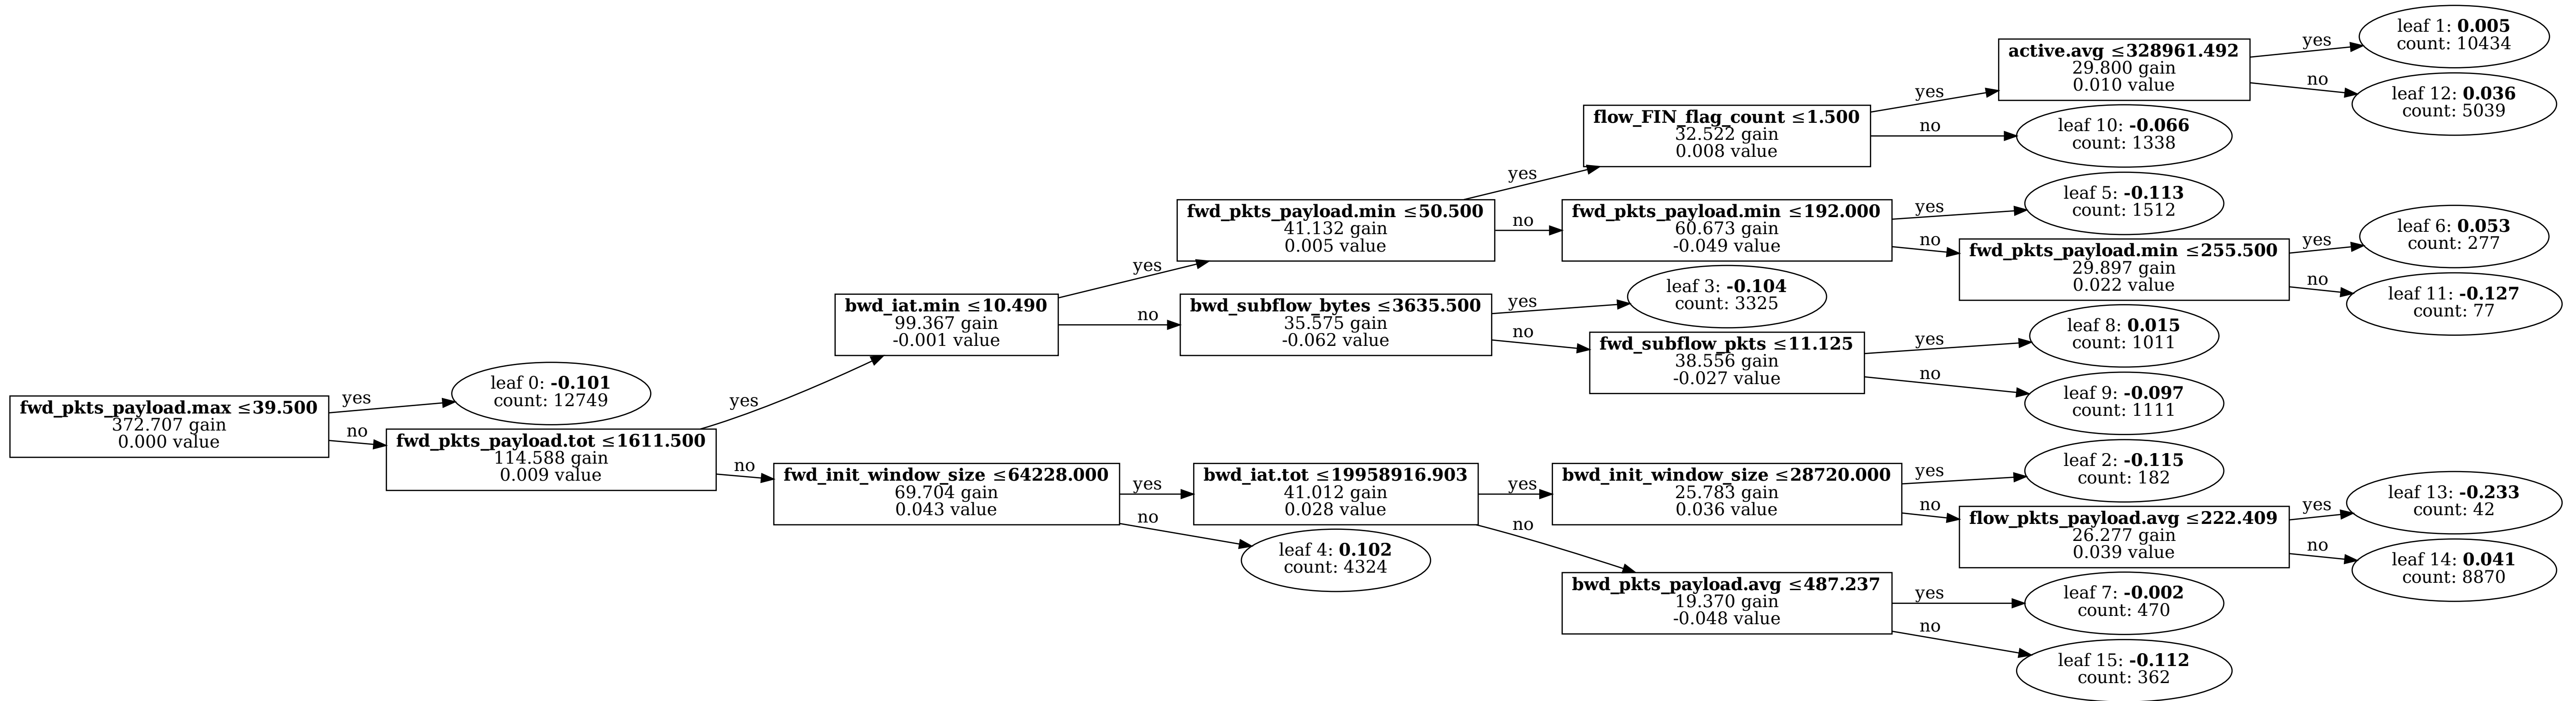 fwd_pkts_payload.max ≤39.500
372.707 gain
0.000 value
yes
no
leaf 0: -0.101
count: 12749
fwd_pkts_payload.tot ≤1611.500
114.588 gain
0.009 value
yes
no
bwd_iat.min ≤10.490
99.367 gain
-0.001 value
yes
no
fwd_pkts_payload.min ≤50.500
41.132 gain
0.005 value
yes
no
flow_FIN_flag_count ≤1.500
32.522 gain
0.008 value
yes
no
active.avg ≤328961.492
29.800 gain
0.010 value
yes
no
leaf 1: 0.005
count: 10434
leaf 12: 0.036
count: 5039
leaf 10: -0.066
count: 1338
fwd_pkts_payload.min ≤192.000
60.673 gain
-0.049 value
yes
no
leaf 5: -0.113
count: 1512
fwd_pkts_payload.min ≤255.500
29.897 gain
0.022 value
yes
no
leaf 6: 0.053
count: 277
leaf 11: -0.127
count: 77
bwd_subflow_bytes ≤3635.500
35.575 gain
-0.062 value
yes
no
leaf 3: -0.104
count: 3325
fwd_subflow_pkts ≤11.125
38.556 gain
-0.027 value
yes
no
leaf 8: 0.015
count: 1011
leaf 9: -0.097
count: 1111
fwd_init_window_size ≤64228.000
69.704 gain
0.043 value
yes
no
bwd_iat.tot ≤19958916.903
41.012 gain
0.028 value
yes
no
leaf 4: 0.102
count: 4324
bwd_init_window_size ≤28720.000
25.783 gain
0.036 value
yes
no
leaf 2: -0.115
count: 182
flow_pkts_payload.avg ≤222.409
26.277 gain
0.039 value
yes
no
leaf 13: -0.233
count: 42
leaf 14: 0.041
count: 8870
bwd_pkts_payload.avg ≤487.237
19.370 gain
-0.048 value
yes
no
leaf 7: -0.002
count: 470
leaf 15: -0.112
count: 362